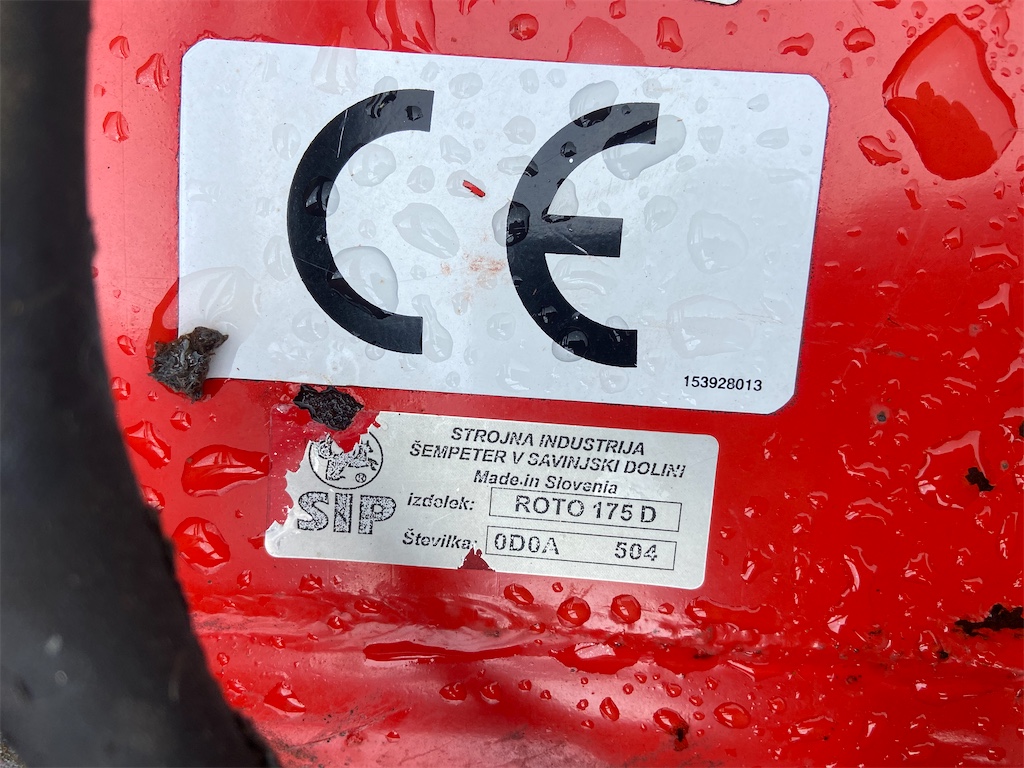 CE
153928013
STROJNA INDUSTRIJA
ŠEMPETER V SAVINJSKI DOLINI
Made.in Slovenia
SIP
izdelek: ROTO 175 D
Številka: 0D0A 504